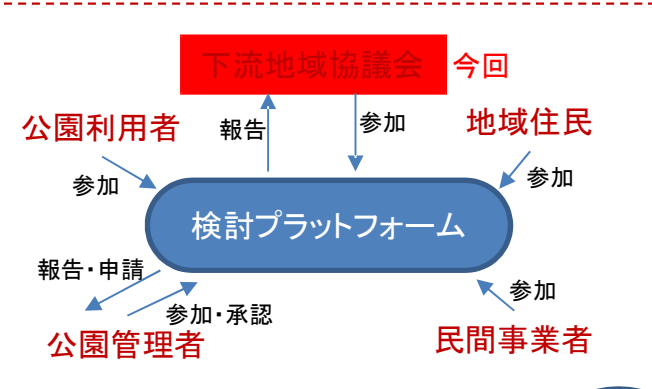 下流地域協議会 今回
公園利用者 報告 参加 地域住民
参加 参加
検討プラットフォーム
報告・申請
参加・承認 参加
公園管理者 民間事業者